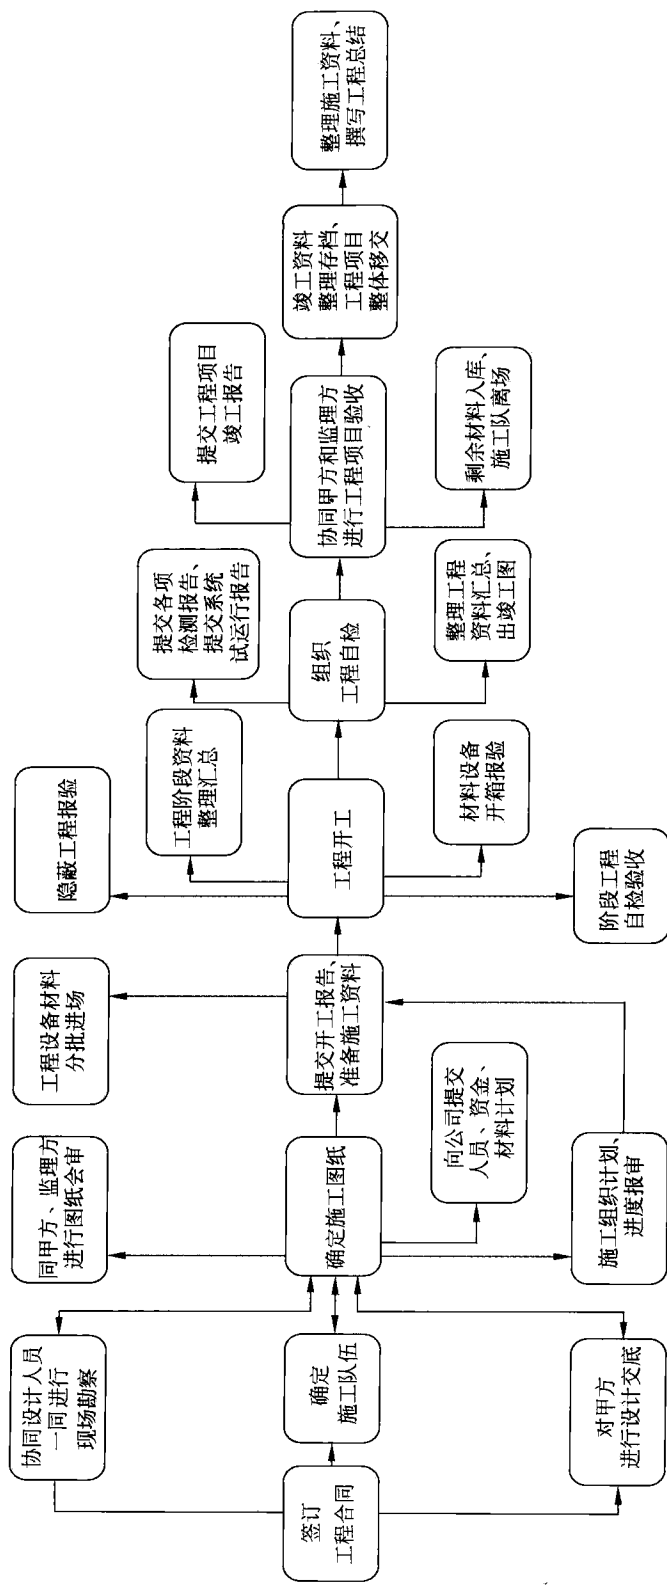 签订
工程合同
协同设计人员
一同进行
现场勘察
确定
施工队伍
对甲方
进行设计交底
同甲方、监理方
进行图纸会审
确定施工图纸
向公司提交
人员、资金、
材料计划
施工组织计划、
进度报审
工程设备材料
分批进场
提交开工报告、
准备施工资料
隐蔽工程报验
工程阶段资料
整理汇总
工程开工
材料设备
开箱报验
阶段工程
自检验收
提交各项
检测报告、
提交系统
试运行报告
组织
工程自检
整理工程
资料汇总、
出竣工图
提交工程项目
竣工报告
协同甲方和监理方
进行工程项目验收
剩余材料入库、
施工队离场
竣工资料
整理存档、
工程项目
整体移交
整理施工资料、
撰写工程总结